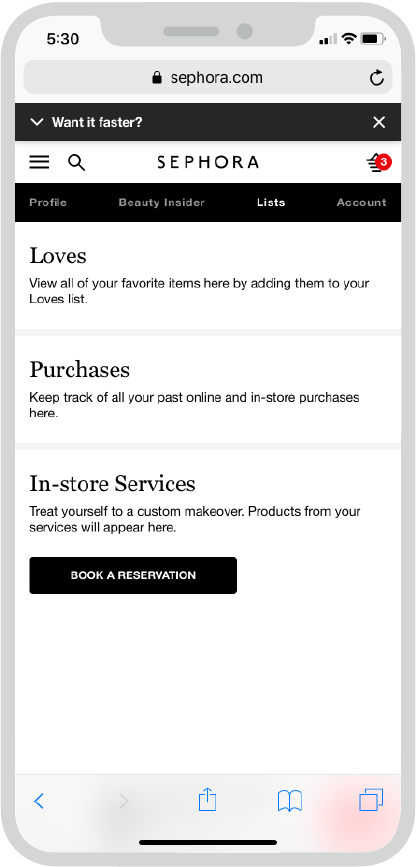 5:30
sephora.com
Want it faster?
SEPHORA
3
Profile Beauty Insider Lists Account
Loves
View all of your favorite items here by adding them to your
Loves list.
Purchases
Keep track of all your past online and in-store purchases
here.
In-store Services
Treat yourself to a custom makeover. Products from your
services will appear here.
BOOK A RESERVATION